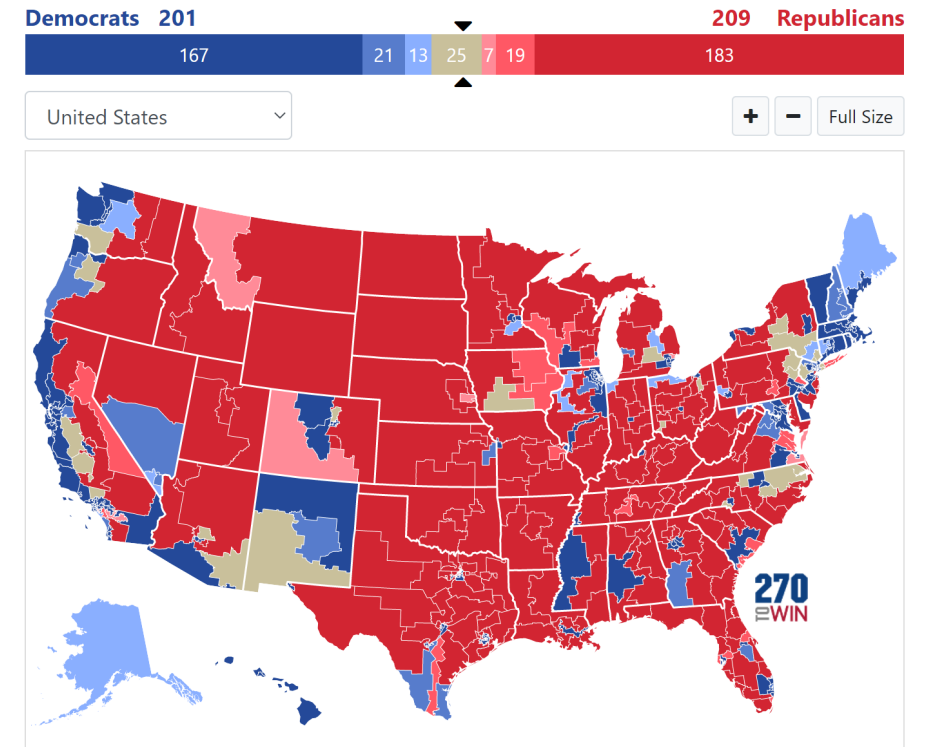 Democrats 201 209 Republicans
167 21 13 25 7 19 183
United States + − Full Size
270
TO WIN